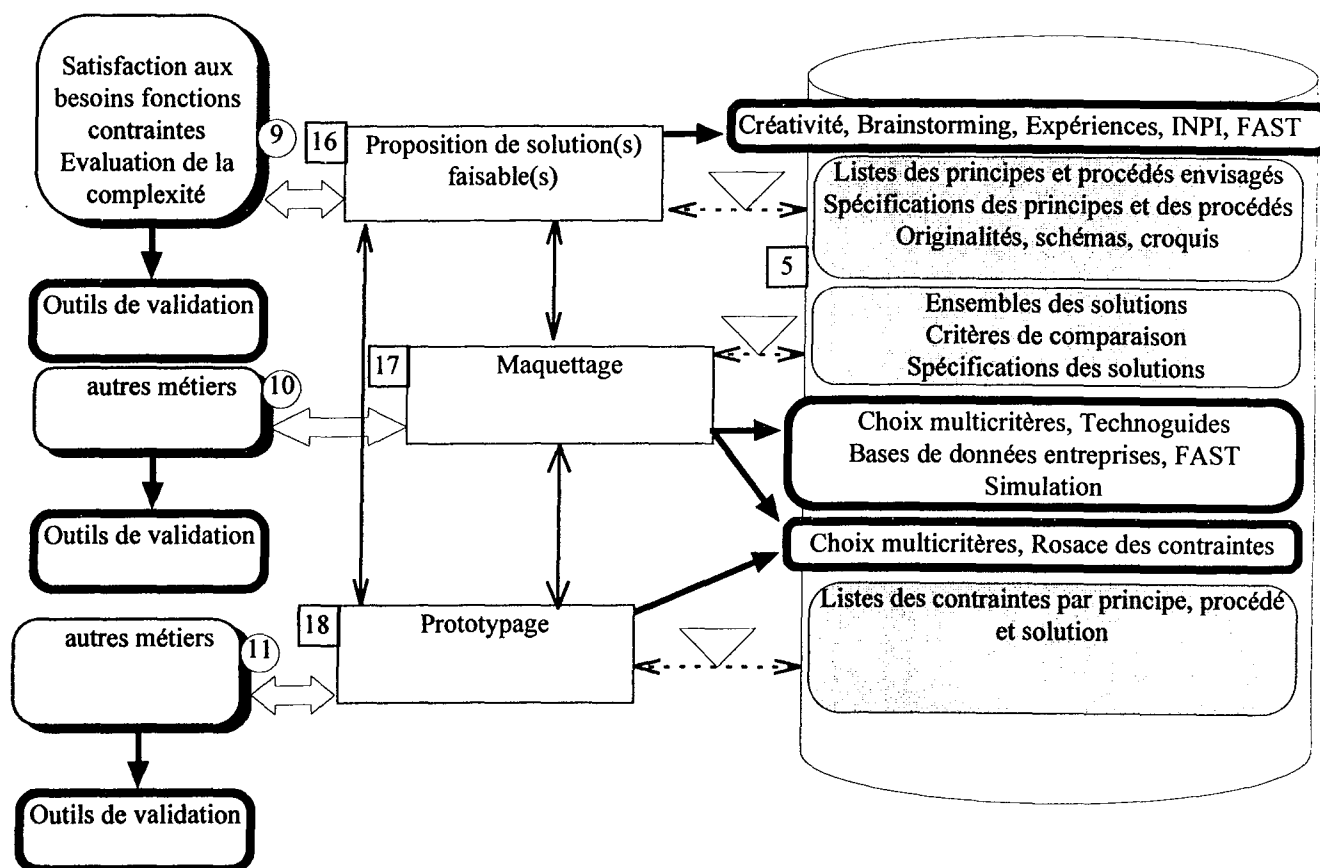 Satisfaction aux
besoins fonctions
contraintes
Evaluation de la
complexité
9
16
Proposition de solution(s)
faisable(s)
Créativité, Brainstorming, Expériences, INPI, FAST
Listes des principes et procédés envisagés
Spécifications des principes et des procédés
Originalités, schémas, croquis
5
Outils de validation
Ensembles des solutions
Critères de comparaison
Spécifications des solutions
autres métiers
10
17
Maquettage
Choix multicritères, Technoguides
Bases de données entreprises, FAST
Simulation
Outils de validation
Choix multicritères, Rosace des contraintes
autres métiers
11
18
Prototypage
Listes des contraintes par principe, procédé
et solution
Outils de validation